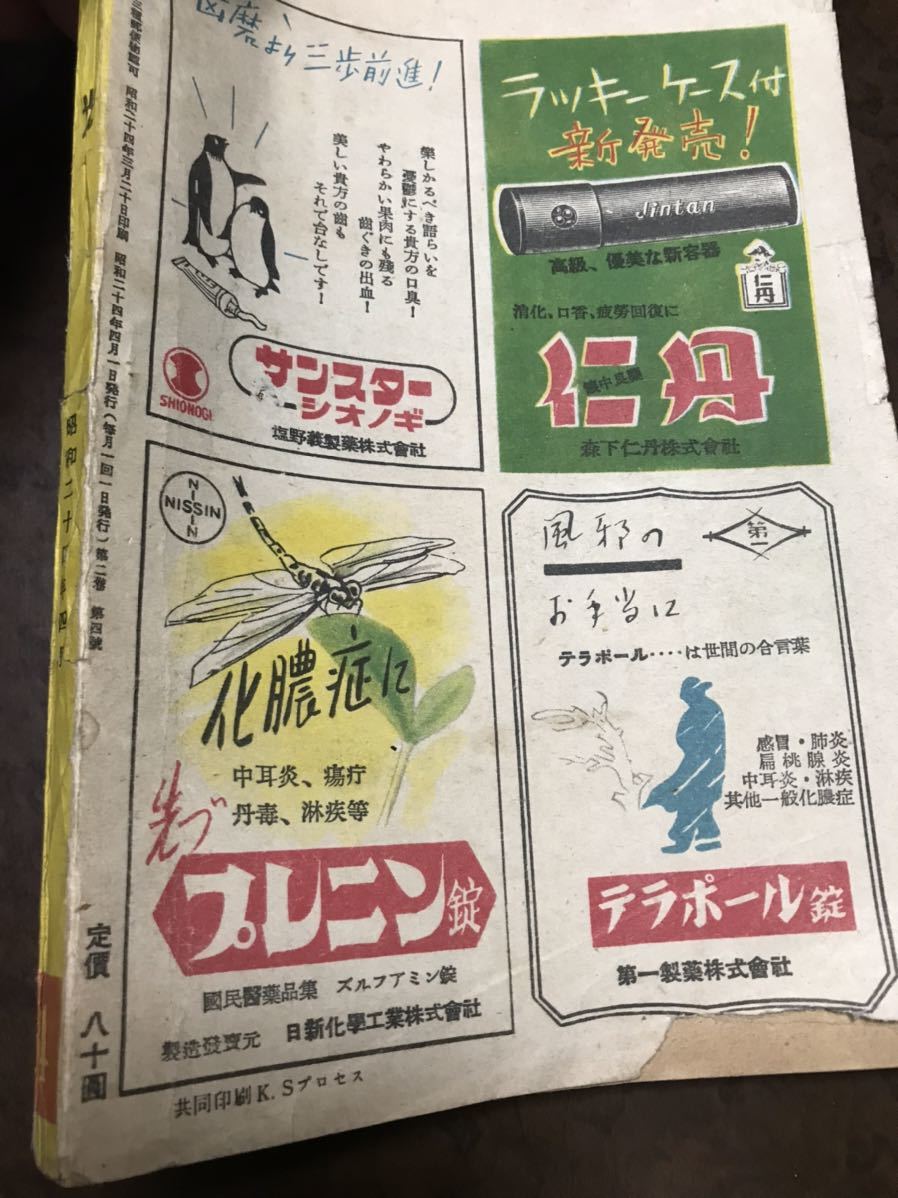 三種郵便物認可 昭和二十四年三月二十日印刷 昭和二十四年四月一日発行(每月一回一日発行)第二卷 第四號
定價 八十圓
歯磨より三歩前進!
樂しかるべき語らいを
憂鬱にする貴方の口臭!
やわらかい果肉にも残る
歯ぐきの出血!
美しい貴方の歯も
それで台なしです!
SHIONOGI
サンスター
シオノギ
塩野義製薬株式會社
ラッキーケース付
新発売!
Jintan
高級、優美な新容器
仁丹
消化、口香、疲労回復に
仁丹
森下仁丹株式會社
NISSIN
NISSIN
化膿症に
中耳炎、瘍疔
丹毒、淋疾等
先づ
プレニン錠
國民醫藥品集 ズルフアミン錠
製造發賣元 日新化學工業株式會社
第一
風邪の
お手当に
テラポール‥‥は世間の合言葉
感冒・肺炎
扁桃腺炎
中耳炎・淋疾
其他一般化膿症
テラポール錠
第一製薬株式會社
共同印刷K.Sプロセス